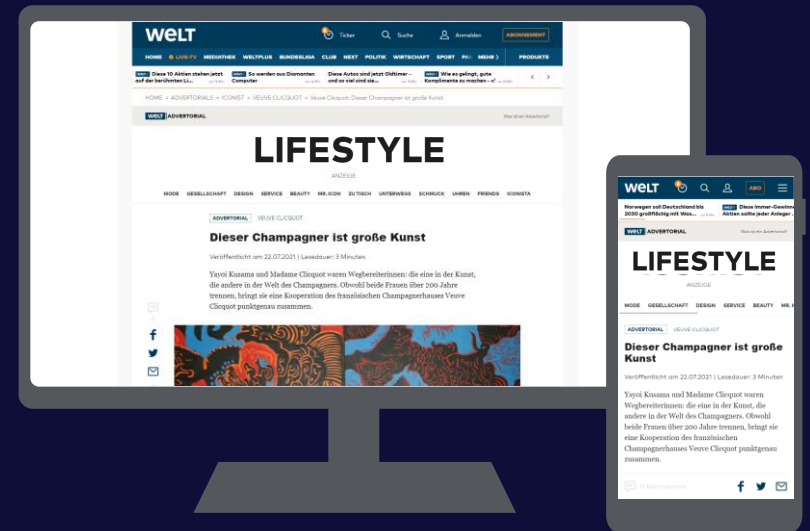 WELT
Ticker Suche Anmelden ABONNEMENT
HOME LIVE-TV MEDIATHEK WELTPLUS BUNDESLIGA CLUB NEXT POLITIK WIRTSCHAFT SPORT MEHR > PRODUKTE
Diese 10 Aktien stehen jetzt
auf der berühmten
So werden aus Diamanten
Computer
Diese Autos sind jetzt Oldtimer –
und so viel sind sie...
Wie es gelingt, gute
Komplimente zu machen –
HOME ADVERTORIALS ICONIST VEUVE CLICQUOT Veuve Clicquot: Dieser Champagner ist große Kunst
WELT ADVERTORIAL Was ist ein Advertorial?
LIFESTYLE
ANZEIGE
MODE GESELLSCHAFT DESIGN SERVICE BEAUTY MR. ICON ZU TISCH UNTERWEGS SCHMUCK UHREN FRIENDS ICONISTA
ADVERTORIAL VEUVE CLICQUOT
Dieser Champagner ist große Kunst
Veröffentlicht am 22.07.2021 | Lesedauer: 3 Minuten
Yayoi Kusama und Madame Clicquot waren Wegbereiterinnen: die eine in der Kunst,
die andere in der Welt des Champagners. Obwohl beide Frauen über 200 Jahre
trennen, bringt sie eine Kooperation des französischen Champagnerhauses Veuve
Clicquot punktgenau zusammen.
WELT ABO
Norwegen soll Deutschland bis
2030 großflächig mit Was...
Diese Immer-Gewinne
Aktien sollte jeder Anleger
WELT ADVERTORIAL Was ist ein Advertorial?
LIFESTYLE
ANZEIGE
MODE GESELLSCHAFT DESIGN SERVICE BEAUTY MR. I
ADVERTORIAL VEUVE CLICQUOT
Dieser Champagner ist große
Kunst
Veröffentlicht am 22.07.2021 | Lesedauer: 3 Minuten
Yayoi Kusama und Madame Clicquot waren
Wegbereiterinnen: die eine in der Kunst, die
andere in der Welt des Champagners. Obwohl
beide Frauen über 200 Jahre trennen, bringt sie
eine Kooperation des französischen
Champagnerhauses Veuve Clicquot punktgenau
zusammen.
0 Kommentare